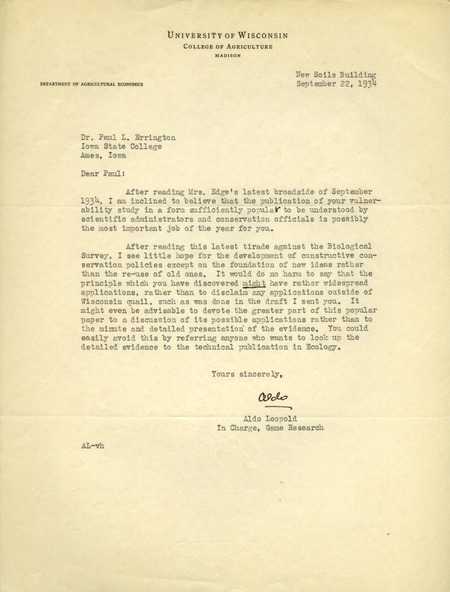 UNIVERSITY OF WISCONSIN
COLLEGE OF AGRICULTURE
MADISON
DEPARTMENT OF AGRICULTURAL ECONOMICS
New Soils Building
September 22, 1934
Dr. Paul L. Errington
Iowa State College
Ames, Iowa
Dear Paul:
After reading Mrs. Edge's latest broadside of September
1934, I am inclined to believe that the publication of your vulner-
ability study in a form sufficiently popular to be understood by
scientific administrators and conservation officials is possibly
the most important job of the year for you.
After reading this latest tirade against the Biological
Survey, I see little hope for the development of constructive con-
servation policies except on the foundation of new ideas rather
than the re-use of old ones. It would do no harm to say that the
principle which you have discovered might have rather widespread
applications, rather than to disclaim any applications outside of
Wisconsin quail, such as was done in the draft I sent you. It
might even be advisable to devote the greater part of this popular
paper to a discussion of its possible applications rather than to
the minute and detailed presentation of the evidence. You could
easily avoid this by referring anyone who wants to look up the
detailed evidence to the technical publication in Ecology.
Yours sincerely,
Aldo
Aldo Leopold
In Charge, Game Research
AL-vh